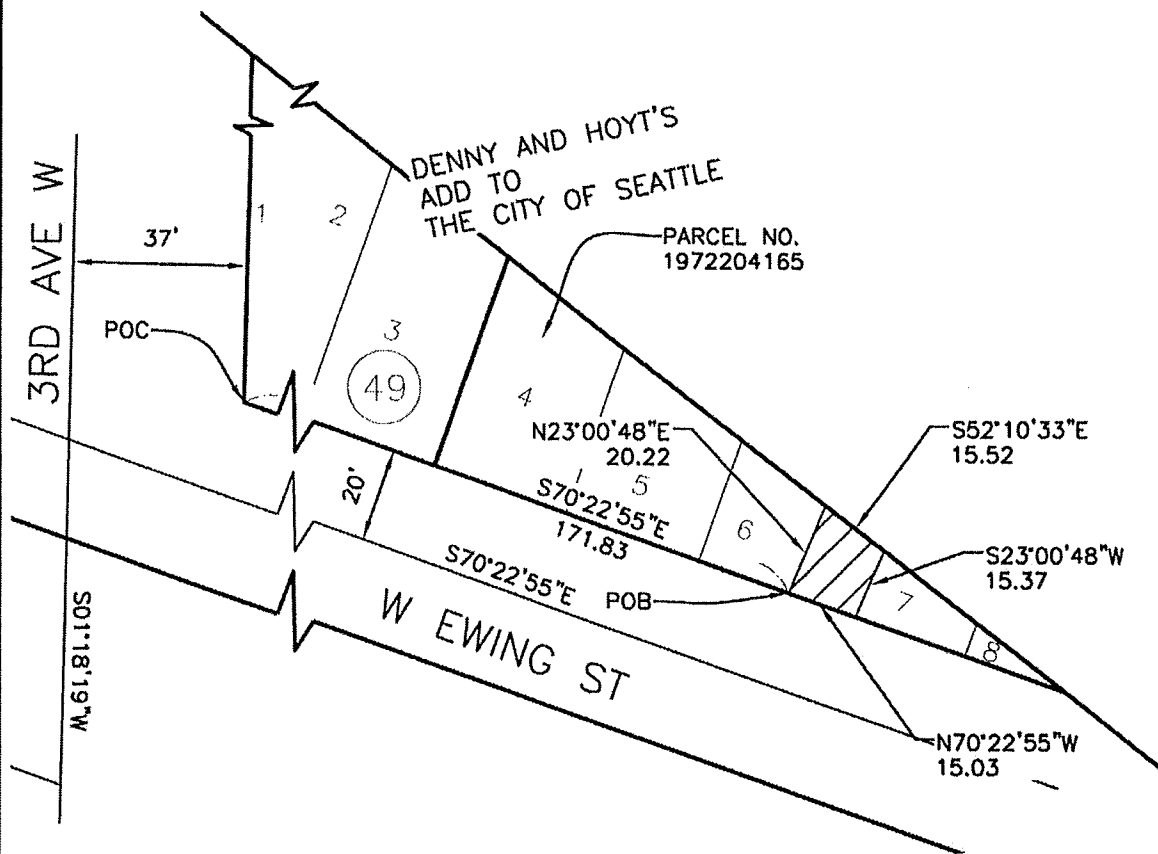 DENNY AND HOYT'S
ADD TO
THE CITY OF SEATTLE
3RD AVE W
37'
1
2
PARCEL NO.
1972204165
POC
3
49
4
N23°00'48"E
20.22
S52°10'33"E
15.52
20'
5
S70°22'55"E
171.83
6
S23°00'48"W
15.37
S70°22'55"E
POB
7
W EWING ST
8
S01°18'19"W
N70°22'55"W
15.03